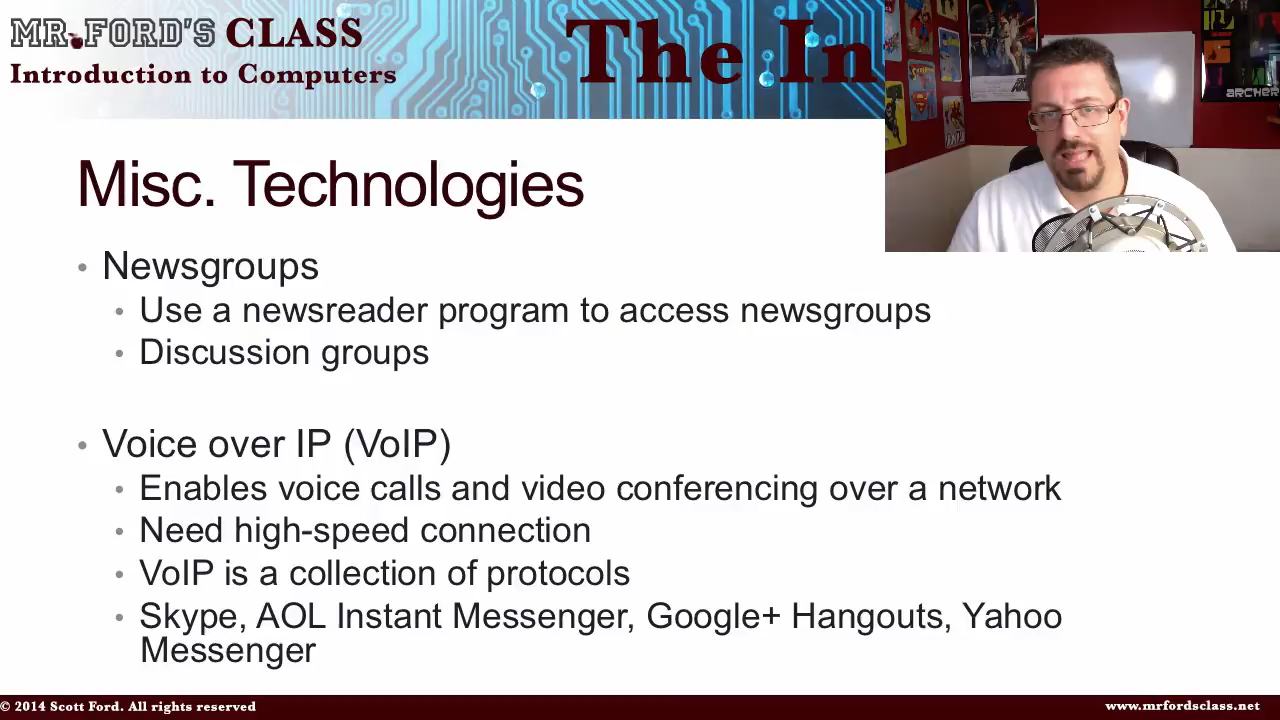 MR.FORD'S CLASS
Introduction to Computers
The In
ARCHER
Misc. Technologies
• Newsgroups
• Use a newsreader program to access newsgroups
• Discussion groups
• Voice over IP (VoIP)
• Enables voice calls and video conferencing over a network
• Need high-speed connection
• VoIP is a collection of protocols
• Skype, AOL Instant Messenger, Google+ Hangouts, Yahoo
Messenger
© 2014 Scott Ford. All rights reserved
www.mrfordsclass.net